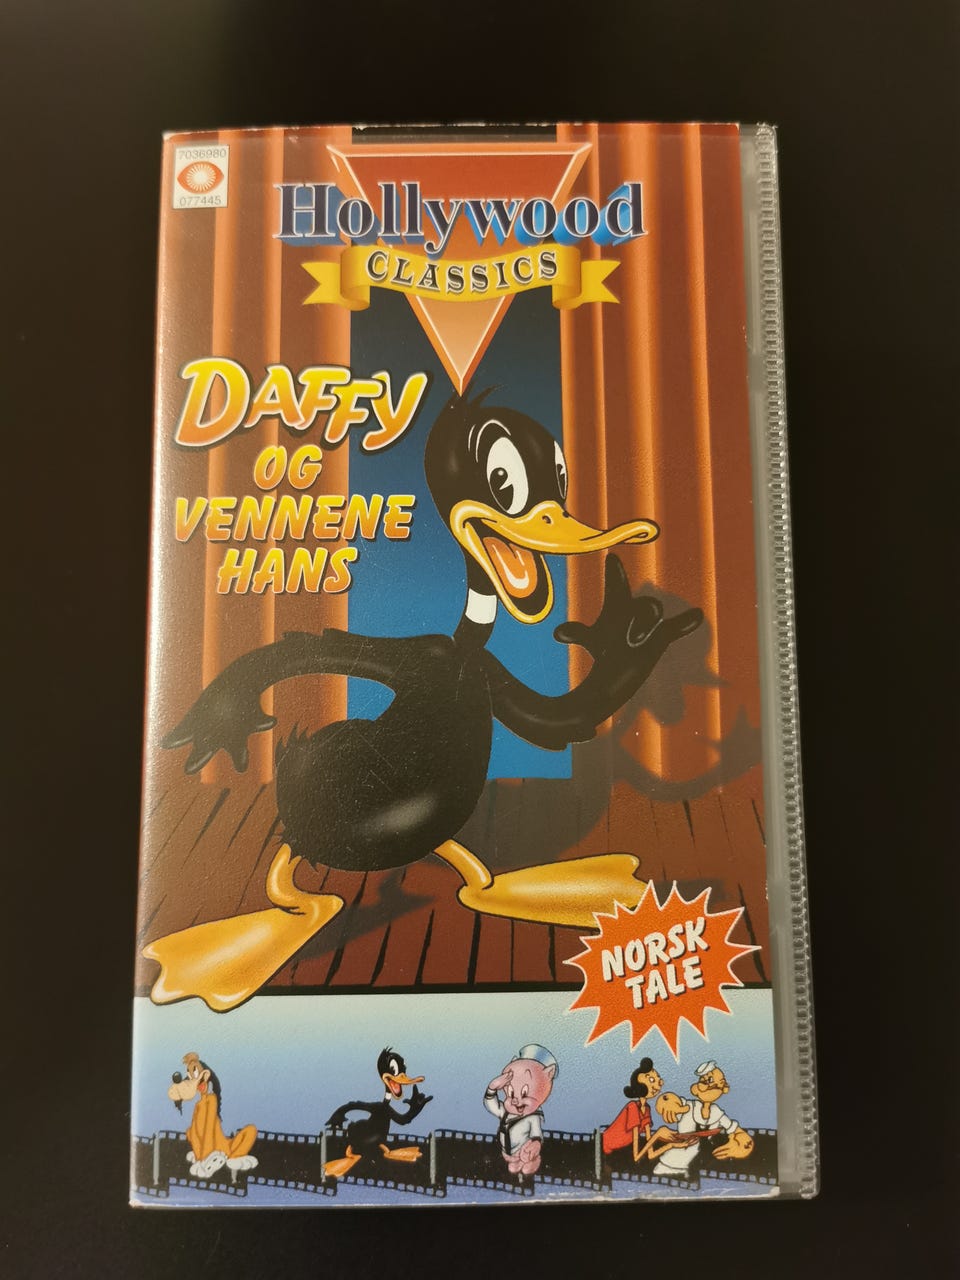 7036980
077445
Hollywood
CLASSICS
DAFFY
OG
VENNENE
HANS
NORSK
TALE